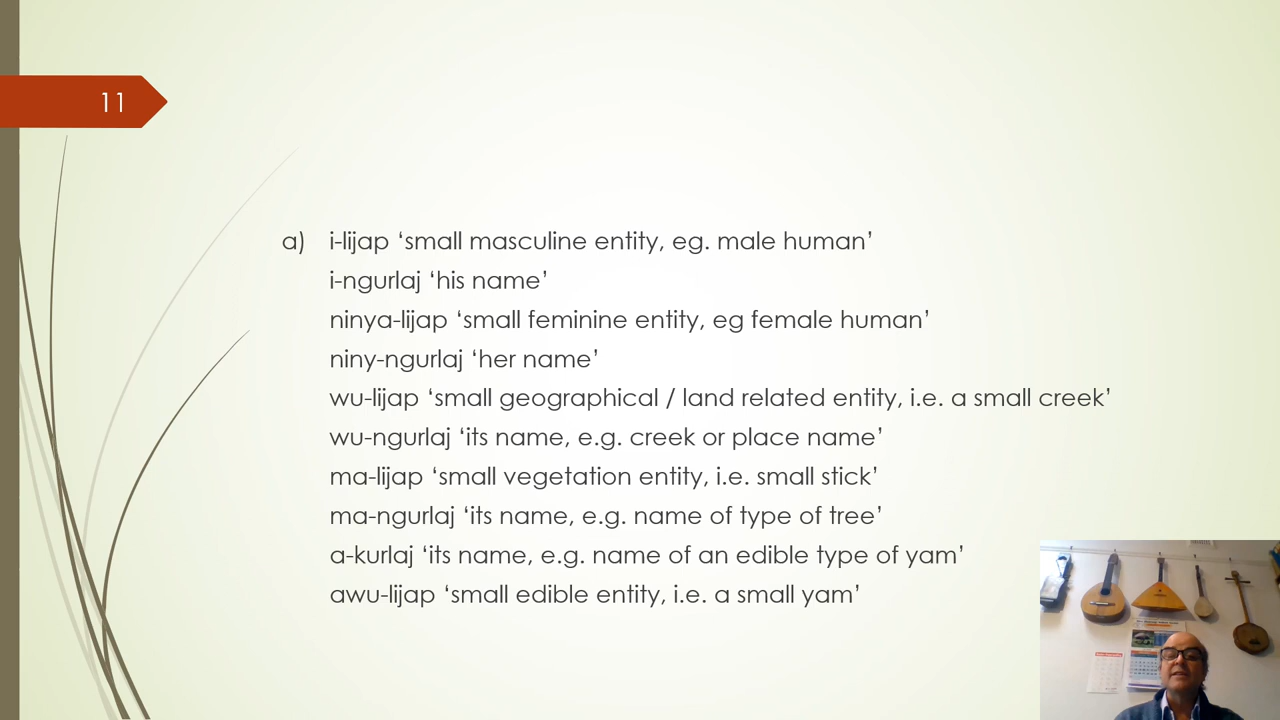 11
a) i-lijap ‘small masculine entity, eg. male human’
i-ngurlaj ‘his name’
ninya-lijap ‘small feminine entity, eg female human’
niny-ngurlaj ‘her name’
wu-lijap ‘small geographical / land related entity, i.e. a small creek’
wu-ngurlaj ‘its name, e.g. creek or place name’
ma-lijap ‘small vegetation entity, i.e. small stick’
ma-ngurlaj ‘its name, e.g. name of type of tree’
a-kurlaj ‘its name, e.g. name of an edible type of yam’
awu-lijap ‘small edible entity, i.e. a small yam’